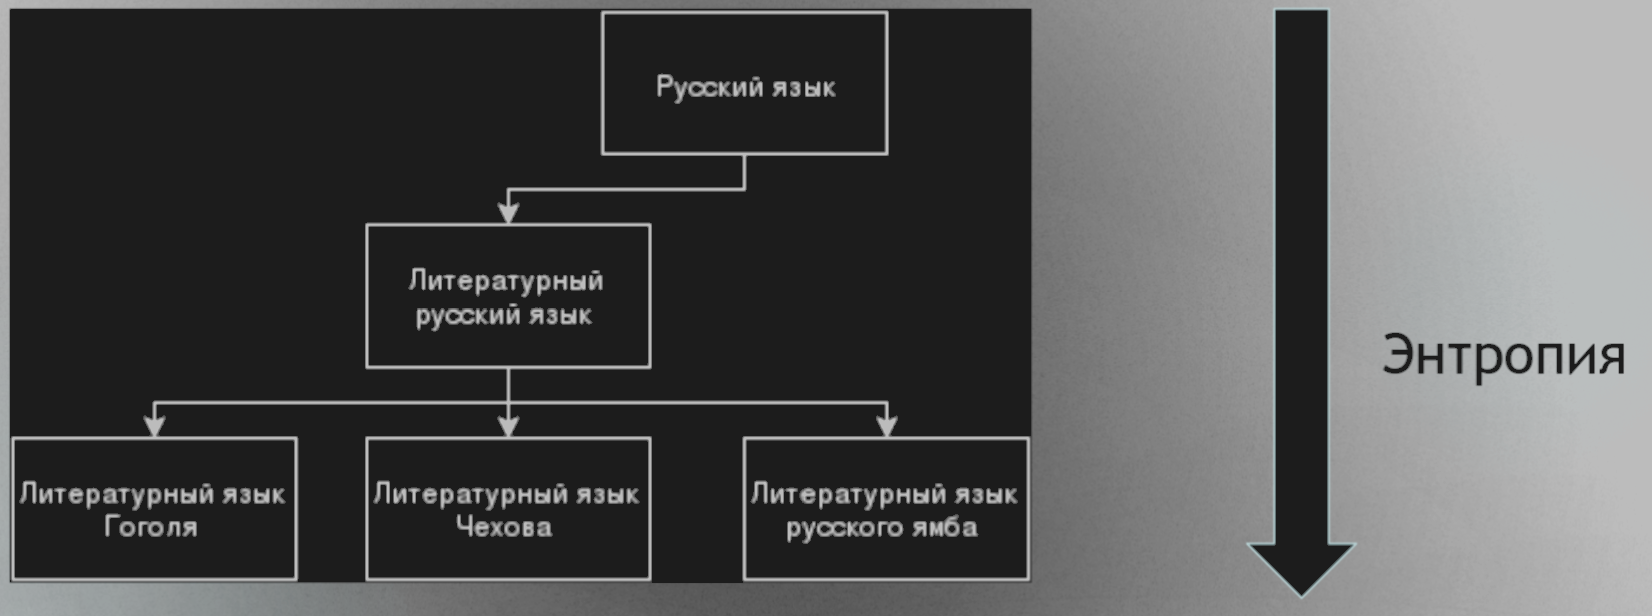 Русский язык
Литературный
русский язык
Литературный язык
Гоголя
Литературный язык
Чехова
Литературный язык
русского ямба
Энтропия